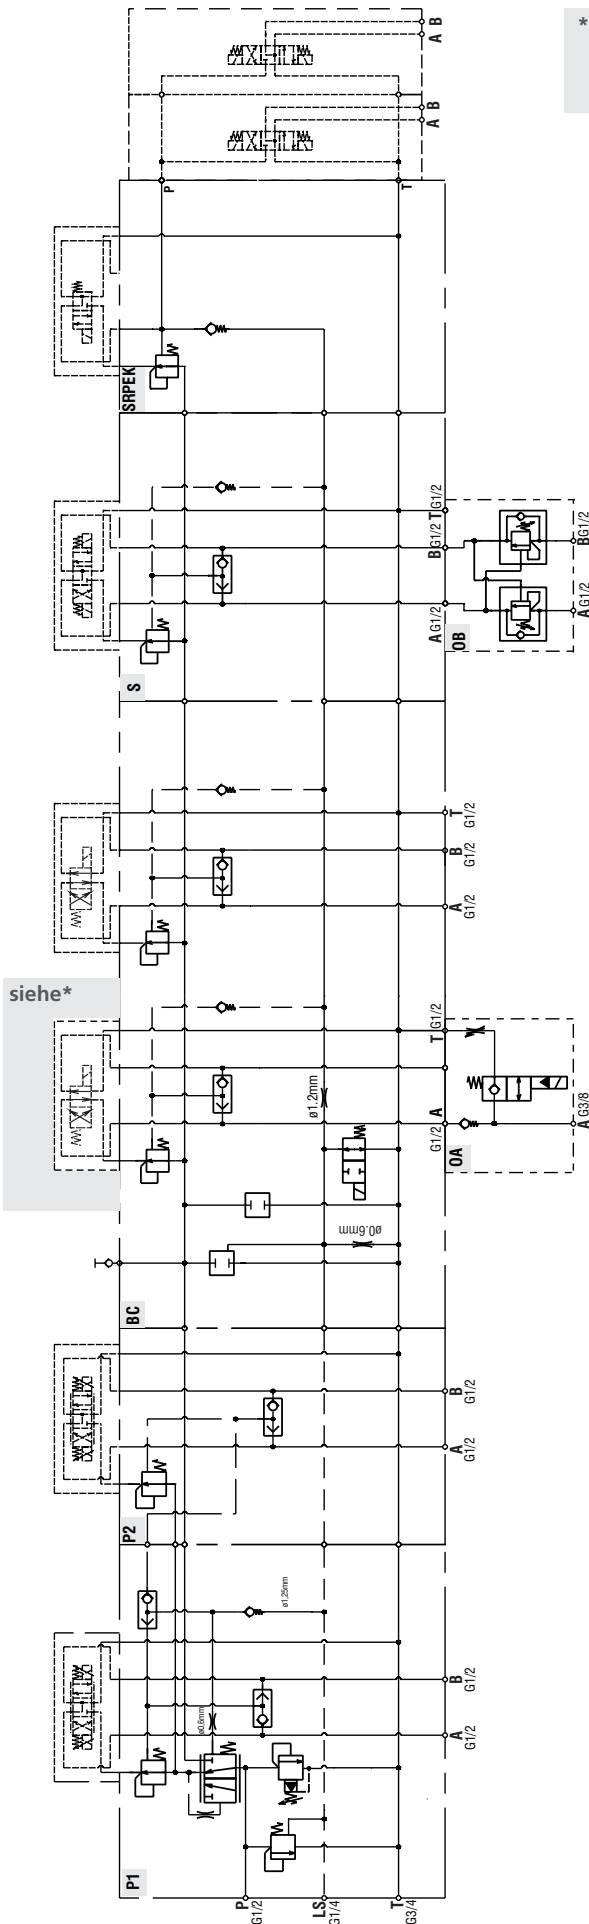 *
B
A
B
A
P
T
SRPEK
S
A G1/2
B G1/2
T G1/2
OB
A G1/2
B G1/2
A
G1/2
B
G1/2
T
G1/2
siehe*
ø1.2mm
G1/2
A
T G1/2
OA
A G3/8
ø0.6mm
BC
A
G1/2
B
G1/2
P2
ø1,25mm
ø0.6mm
A
G1/2
B
G1/2
P1
P
G1/2
LS
G1/4
T
G3/4